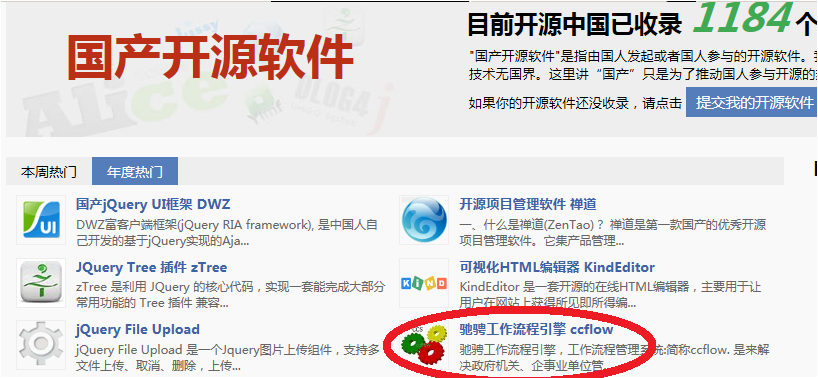 国产开源软件
目前开源中国已收录 1184 个
"国产开源软件"是指由国人发起或者国人参与的开源软件。
技术无国界。这里讲“国产”只是为了推动国人参与开源的
如果你的开源软件还没收录，请点击 提交我的开源软件
ALiCe
BLOG4j
本周热门 年度热门
国产jQuery UI框架 DWZ
DWZ富客户端框架(jQuery RIA framework), 是中国人自
己开发的基于jQuery实现的Aja...
开源项目管理软件 禅道
一、什么是禅道(ZenTao)？ 禅道是第一款国产的优秀开源
项目管理软件。它集产品管理...
JQuery Tree 插件 zTree
zTree 是利用 JQuery 的核心代码，实现一套能完成大部分
常用功能的 Tree 插件 兼容...
KIND
可视化HTML编辑器 KindEditor
KindEditor 是一套开源的在线HTML编辑器，主要用于让
用户在网站上获得所见即所得编...
jQuery File Upload
jQuery File Upload 是一个Jquery图片上传组件，支持多
文件上传、取消、删除，上传...
CCS
驰骋工作流程引擎 ccflow
驰骋工作流程引擎，工作流程管理系统:简称ccflow. 是来解
决政府机关、企事业单位管...
UI